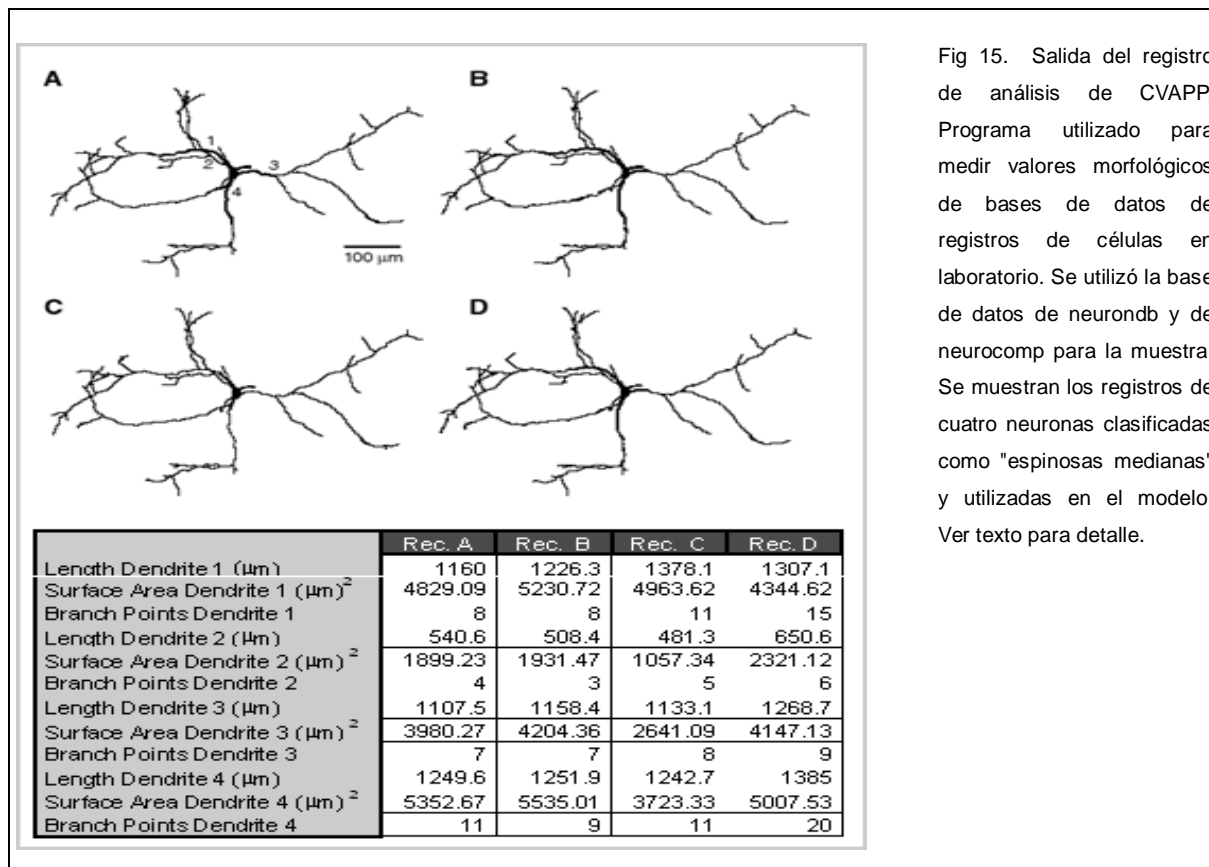 A
B
1
2
3
4
100 µm
C
D
Rec. A Rec. B Rec. C Rec. D
Length Dendrite 1 (µm) 1160 1226.3 1378.1 1307.1
Surface Area Dendrite 1 (µm)² 4829.09 5230.72 4963.62 4344.62
Branch Points Dendrite 1 8 8 11 15
Length Dendrite 2 (µm) 540.6 508.4 481.3 650.6
Surface Area Dendrite 2 (µm)² 1899.23 1931.47 1057.34 2321.12
Branch Points Dendrite 2 4 3 5 6
Length Dendrite 3 (µm) 1107.5 1158.4 1133.1 1268.7
Surface Area Dendrite 3 (µm)² 3980.27 4204.36 2641.09 4147.13
Branch Points Dendrite 3 7 7 8 9
Length Dendrite 4 (µm) 1249.6 1251.9 1242.7 1385
Surface Area Dendrite 4 (µm)² 5352.67 5535.01 3723.33 5007.53
Branch Points Dendrite 4 11 9 11 20
Fig 15. Salida del registro
de análisis de CVAPP.
Programa utilizado para
medir valores morfológicos
de bases de datos de
registros de células en
laboratorio. Se utilizó la base
de datos de neurondb y de
neurocomp para la muestra.
Se muestran los registros de
cuatro neuronas clasificadas
como "espinosas medianas"
y utilizadas en el modelo.
Ver texto para detalle.